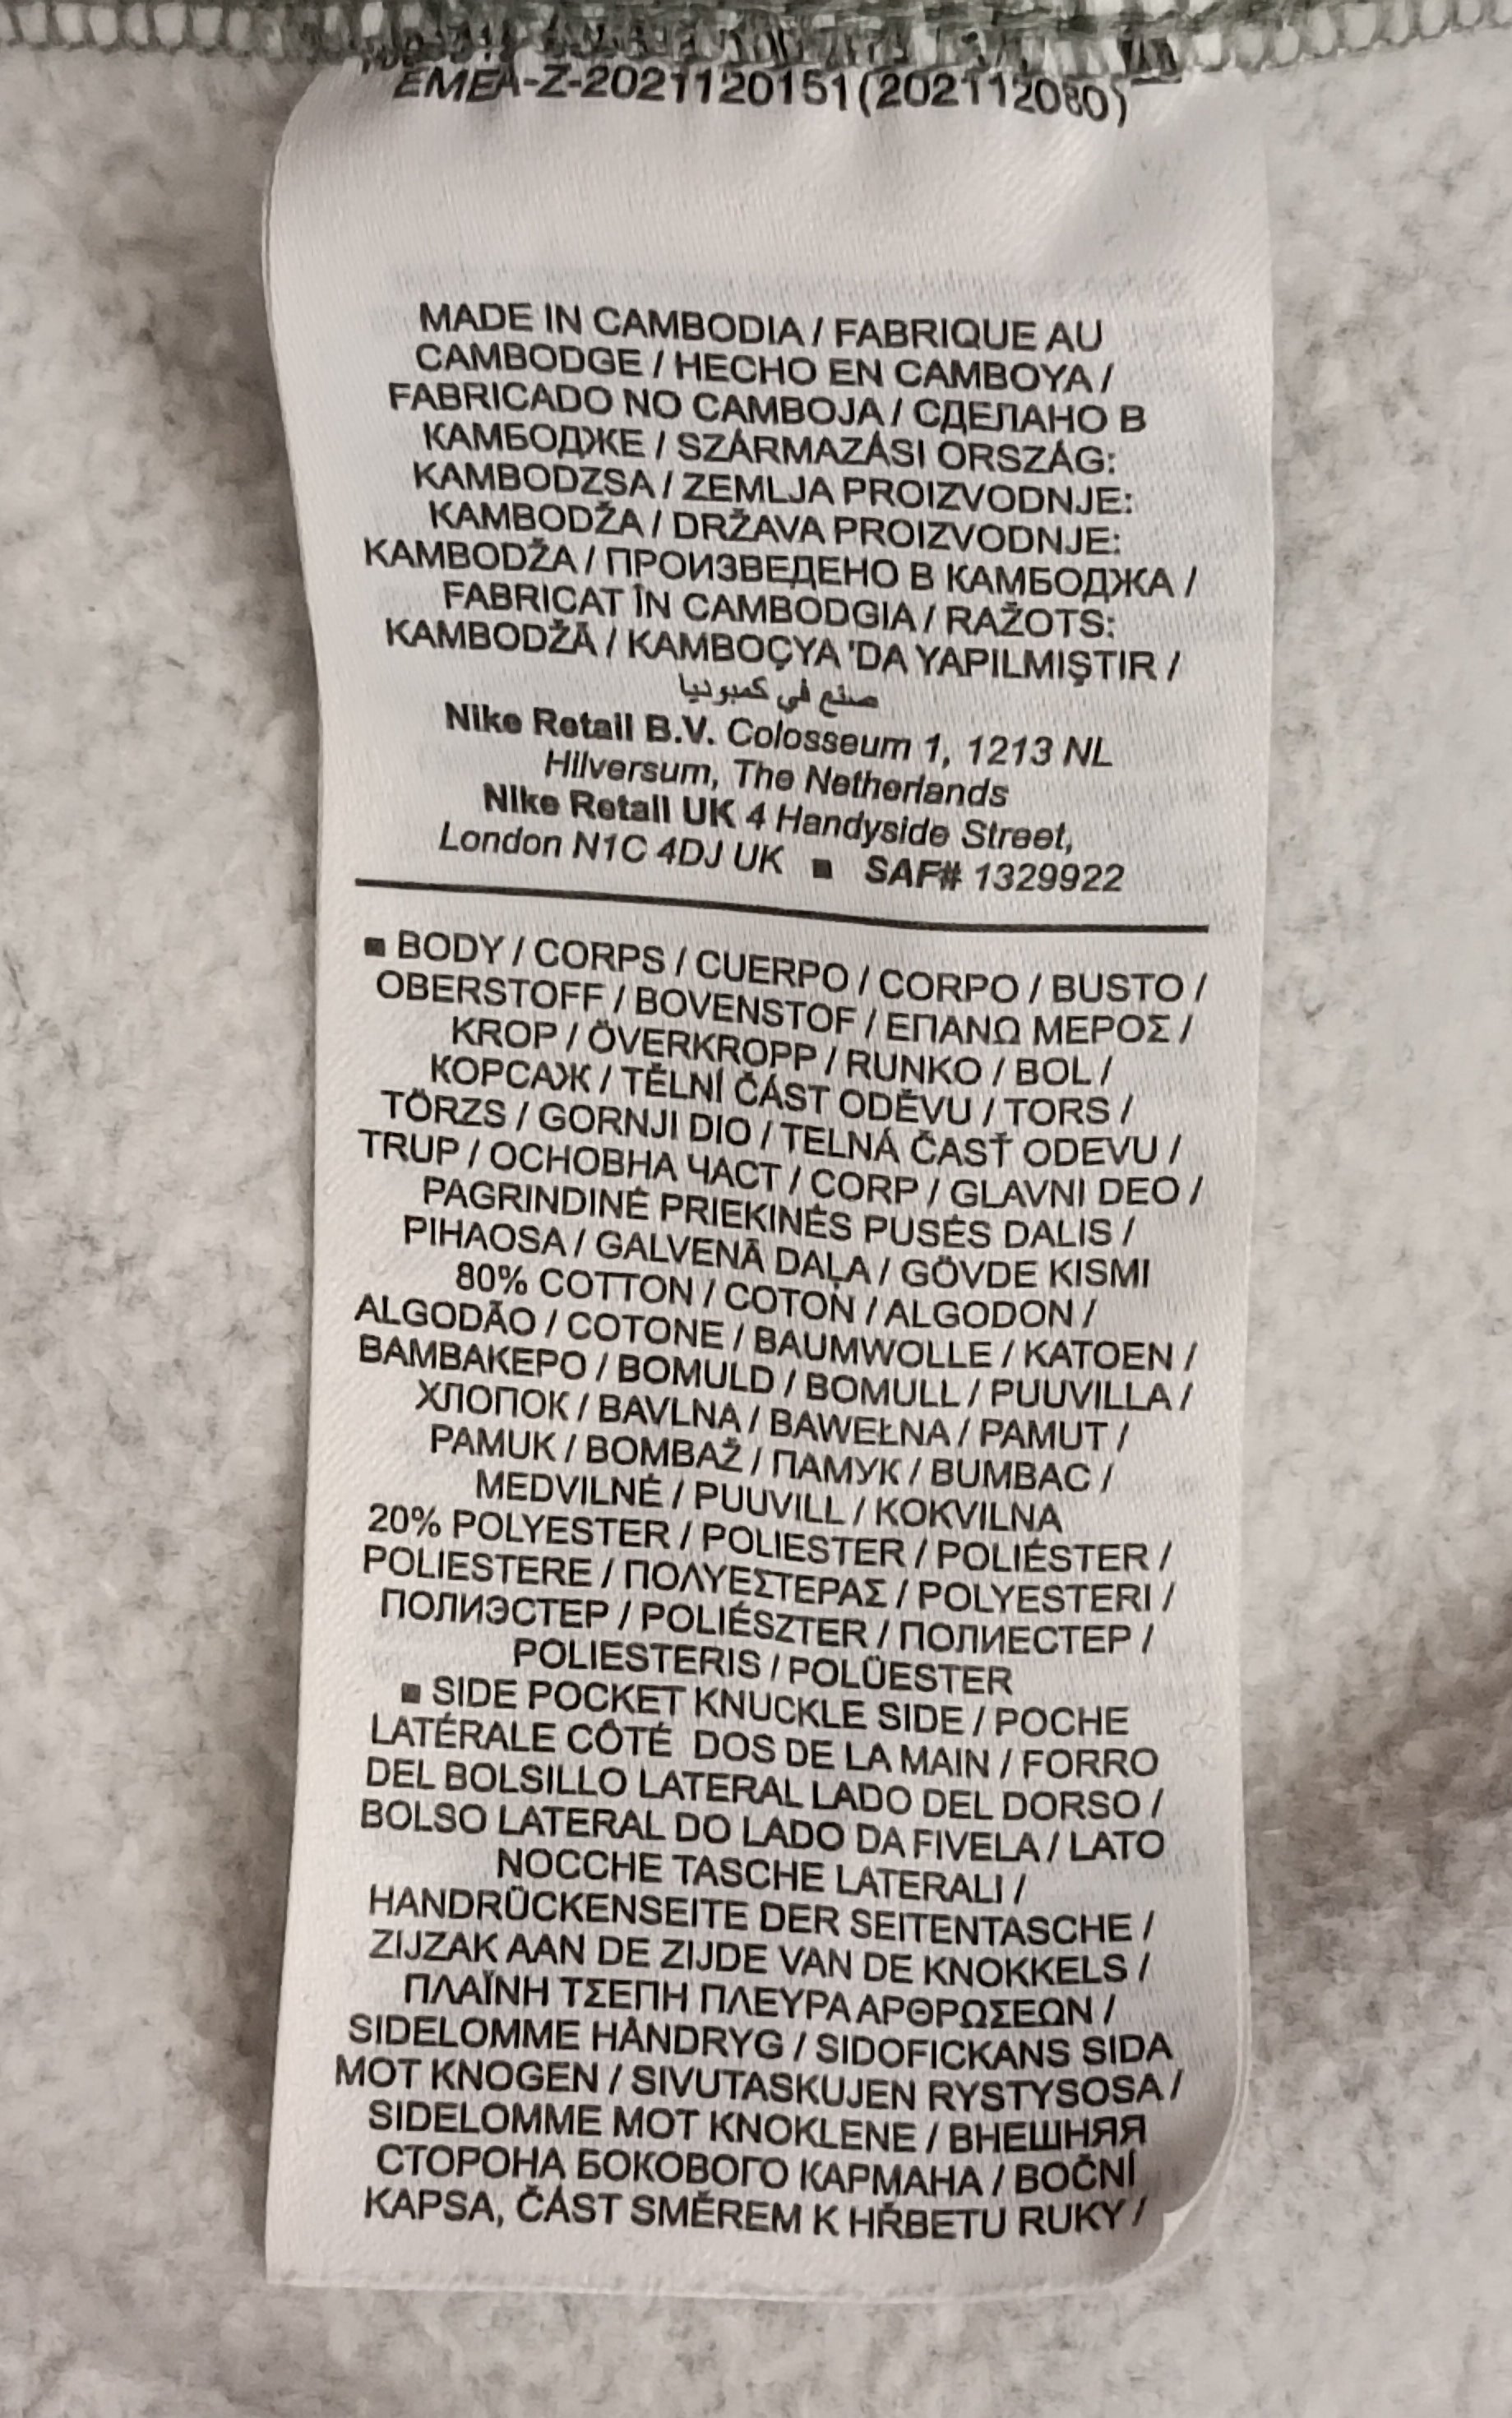 EMEA-Z-2021120151(202112080)
MADE IN CAMBODIA / FABRIQUE AU
CAMBODGE / HECHO EN CAMBOYA /
FABRICADO NO CAMBOJA / СДЕЛАНО В
КАМБОДЖЕ / SZÁRMAZÁSI ORSZÁG:
KAMBODZSA / ZEMLJA PROIZVODNJE:
KAMBODŽA / DRŽAVA PROIZVODNJE:
KAMBODŽA / ПРОИЗВЕДЕНО В КАМБОДЖА /
FABRICAT ÎN CAMBODGIA / RAŽOTS:
KAMBODŽĀ / KAMBOÇYA 'DA YAPILMIŞTIR /
صنع في كمبوديا
Nike Retail B.V. Colosseum 1, 1213 NL
Hilversum, The Netherlands
Nike Retail UK 4 Handyside Street,
London N1C 4DJ UK ■ SAF# 1329922
■ BODY / CORPS / CUERPO / CORPO / BUSTO /
OBERSTOFF / BOVENSTOF / ΕΠΑΝΩ ΜΕΡΟΣ /
KROP / ÖVERKROPP / RUNKO / BOL /
КОРСАЖ / TĚLNÍ ČÁST ODĚVU / TORS /
TÖRZS / GORNJI DIO / TELNÁ ČASŤ ODEVU /
TRUP / ОСНОВНА ЧАСТ / CORP / GLAVNI DEO /
PAGRINDINĖ PRIEKINĖS PUSĖS DALIS /
PIHAOSA / GALVENĀ DAĻA / GÖVDE KISMI
80% COTTON / COTON / ALGODON /
ALGODÃO / COTONE / BAUMWOLLE / KATOEN /
ΒΑΜΒΑΚΕΡΟ / BOMULD / BOMULL / PUUVILLA /
ХЛОПОК / BAVLNA / BAWEŁNA / PAMUT /
PAMUK / BOMBAŽ / ПАМУК / BUMBAC /
MEDVILNĖ / PUUVILL / KOKVILNA
20% POLYESTER / POLIESTER / POLIÉSTER /
POLIESTERE / ΠΟΛΥΕΣΤΕΡΑΣ / POLYESTERI /
ПОЛИЭСТЕР / POLIÉSZTER / ПОЛИЕСТЕР /
POLIESTERIS / POLÜESTER
■ SIDE POCKET KNUCKLE SIDE / POCHE
LATÉRALE CÔTÉ DOS DE LA MAIN / FORRO
DEL BOLSILLO LATERAL LADO DEL DORSO /
BOLSO LATERAL DO LADO DA FIVELA / LATO
NOCCHE TASCHE LATERALI /
HANDRÜCKENSEITE DER SEITENTASCHE /
ZIJZAK AAN DE ZIJDE VAN DE KNOKKELS /
ΠΛΑΪΝΗ ΤΣΕΠΗ ΠΛΕΥΡΑ ΑΡΘΡΩΣΕΩΝ /
SIDELOMME HÅNDRYG / SIDOFICKANS SIDA
MOT KNOGEN / SIVUTASKUJEN RYSTYSOSA /
SIDELOMME MOT KNOKLENE / ВНЕШНЯЯ
СТОРОНА БОКОВОГО КАРМАНА / BOČNÍ
KAPSA, ČÁST SMĚREM K HŘBETU RUKY /